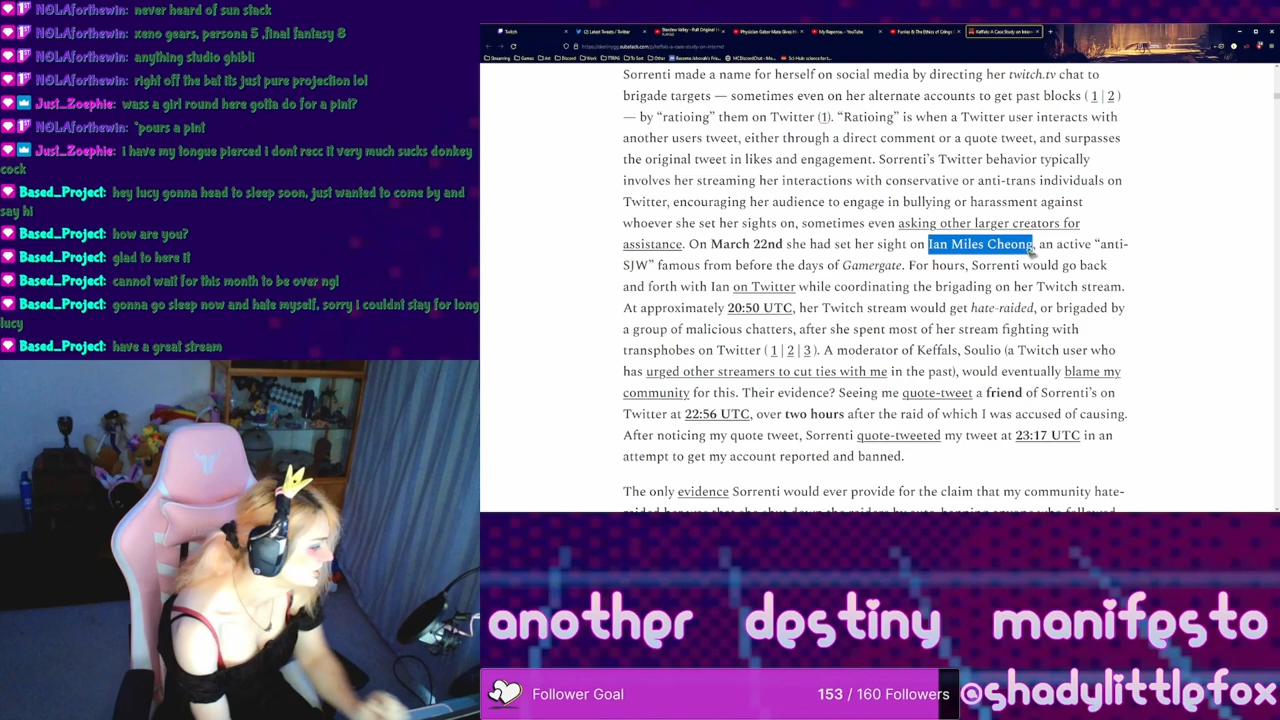 NOLAforthewin: never heard of sun stack
NOLAforthewin: xeno gears, persona 5 ,final fantasy 8
NOLAforthewin: any studio ghibli
NOLAforthewin: right off the bat is just pure projection lol
Just_Zoephie: wass a girl round here gotta do for a pint?
NOLAforthewin: *pours a pint
Just_Zoephie: i have my tongue pierced i dont recc it very much sucks donkey
cock
Based_Project: hey lucy gonna head to sleep soon, just wanted to come by and
say hi
Based_Project: how are you?
Based_Project: glad to here it
Based_Project: cannot wait for this month to be over ngl
Based_Project: gonna go sleep now and hate myself, sorry i couldnt stay for long
lucy
Based_Project: have a great stream
Twitch
(2) Latest Tweets / Twitter
Sorrenti made a name for herself on social media by directing her twitch.tv chat to
brigade targets — sometimes even on her alternate accounts to get past blocks ( 1 | 2 )
— by “ratioing” them on Twitter (1). “Ratioing” is when a Twitter user interacts with
another users tweet, either through a direct comment or a quote tweet, and surpasses
the original tweet in likes and engagement. Sorrenti’s Twitter behavior typically
involves her streaming her interactions with conservative or anti-trans individuals on
Twitter, encouraging her audience to engage in bullying or harassment against
whoever she set her sights on, sometimes even asking other larger creators for
assistance. On March 22nd she had set her sight on Ian Miles Cheong, an active “anti-
SJW” famous from before the days of Gamergate. For hours, Sorrenti would go back
and forth with Ian on Twitter while coordinating the brigading on her Twitch stream.
At approximately 20:50 UTC, her Twitch stream would get hate-raided, or brigaded by
a group of malicious chatters, after she spent most of her stream fighting with
transphobes on Twitter ( 1 | 2 | 3 ). A moderator of Keffals, Soulio (a Twitch user who
has urged other streamers to cut ties with me in the past), would eventually blame my
community for this. Their evidence? Seeing me quote-tweet a friend of Sorrenti’s on
Twitter at 22:56 UTC, over two hours after the raid of which I was accused of causing.
After noticing my quote tweet, Sorrenti quote-tweeted my tweet at 23:17 UTC in an
attempt to get my account reported and banned.
The only evidence Sorrenti would ever provide for the claim that my community hate-
another destiny manifesto
Follower Goal 153 / 160 Followers
@shadylittlefox